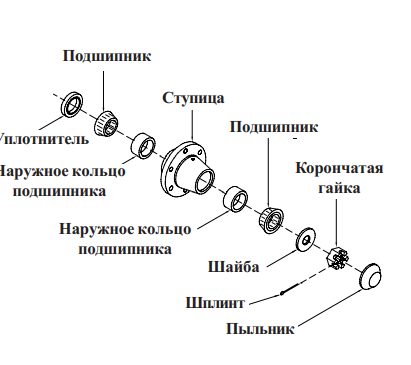 Подшипник
Ступица
Подшипник
Уплотнитель
Наружное кольцо
подшипника
Корончатая
гайка
Наружное кольцо
подшипника
Шайба
Шплинт
Пыльник